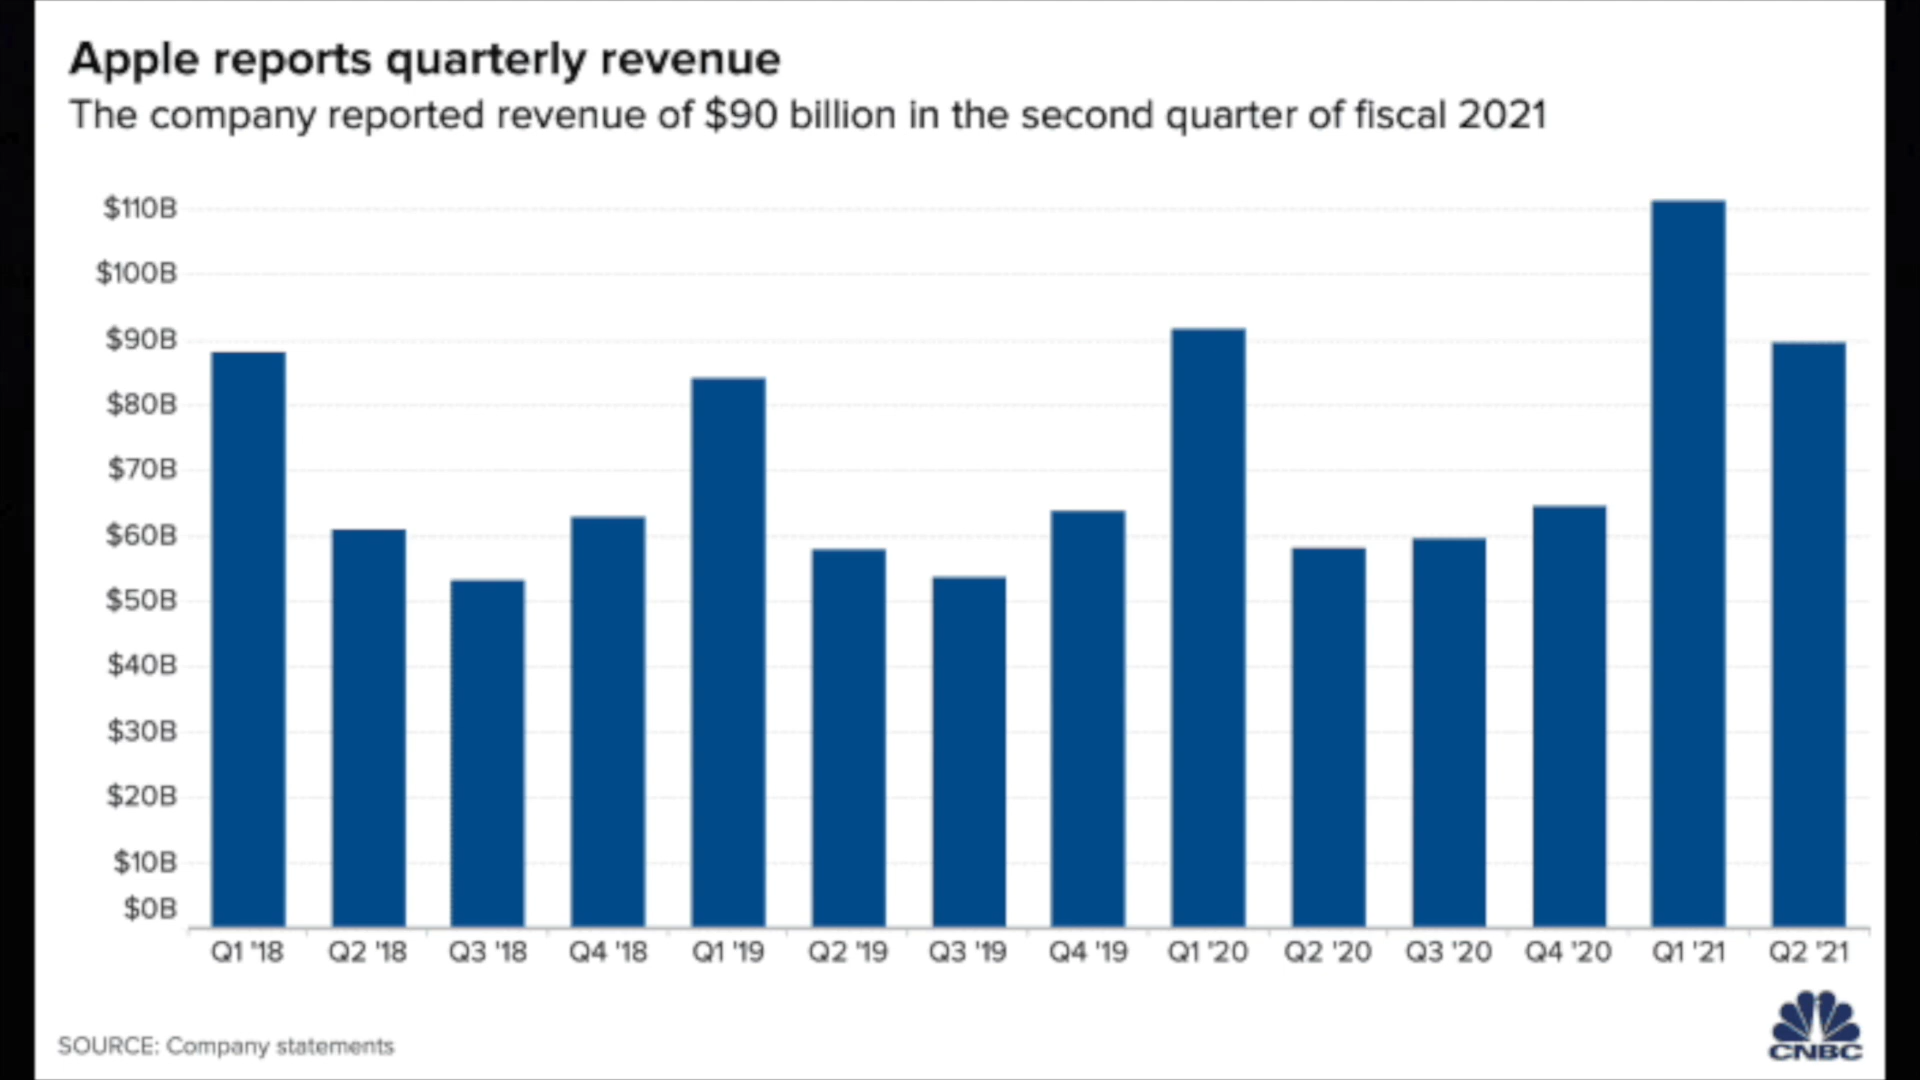 Apple reports quarterly revenue
The company reported revenue of $90 billion in the second quarter of fiscal 2021
$110B
$100B
$90B
$80B
$70B
$60B
$50B
$40B
$30B
$20B
$10B
$0B
Q1 '18 Q2 '18 Q3 '18 Q4 '18 Q1 '19 Q2 '19 Q3 '19 Q4 '19 Q1 '20 Q2 '20 Q3 '20 Q4 '20 Q1 '21 Q2 '21
SOURCE: Company statements
CNBC